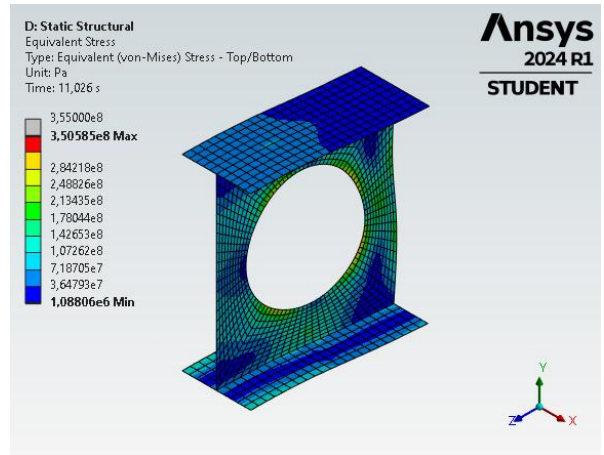 D: Static Structural
Equivalent Stress
Type: Equivalent (von-Mises) Stress - Top/Bottom
Unit: Pa
Time: 11,026 s
3,55000e8
3,50585e8 Max
2,84218e8
2,48826e8
2,13435e8
1,78044e8
1,42653e8
1,07262e8
7,18705e7
3,64793e7
1,08806e6 Min
Ansys
2024 R1
STUDENT
Y
Z
X